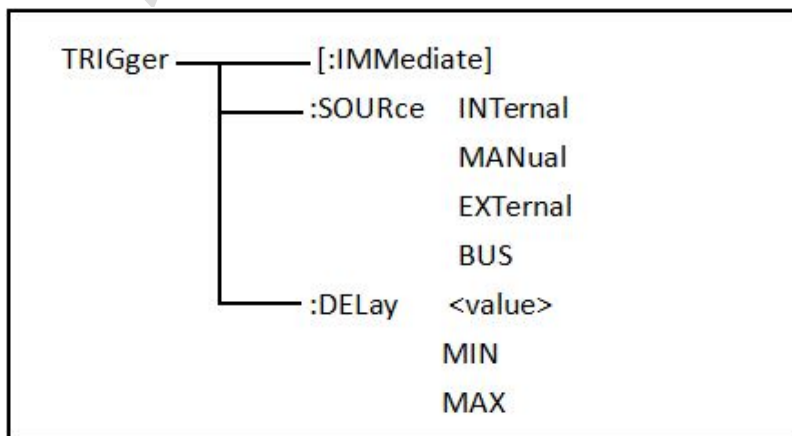 TRIGger [:IMMediate]
:SOURce INTernal
MANual
EXTernal
BUS
:DELay <value>
MIN
MAX